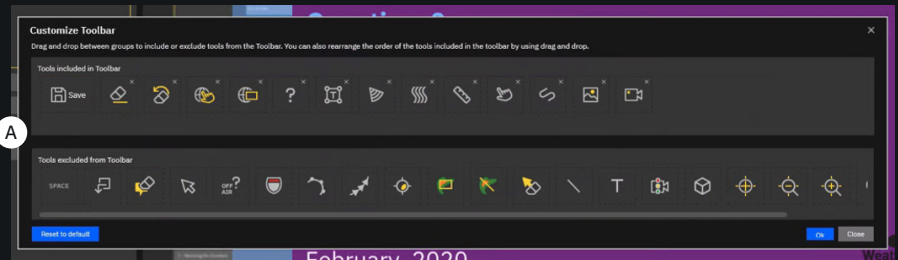 Customize Toolbar
Drag and drop between groups to include or exclude tools from the Toolbar. You can also rearrange the order of the tools included in the toolbar by using drag and drop.
Tools included in Toolbar
Save
?
T
A
Tools excluded from Toolbar
SPACE
OFF AIR ?
T
Reset to default
Ok
Close
February, 2020
Weat